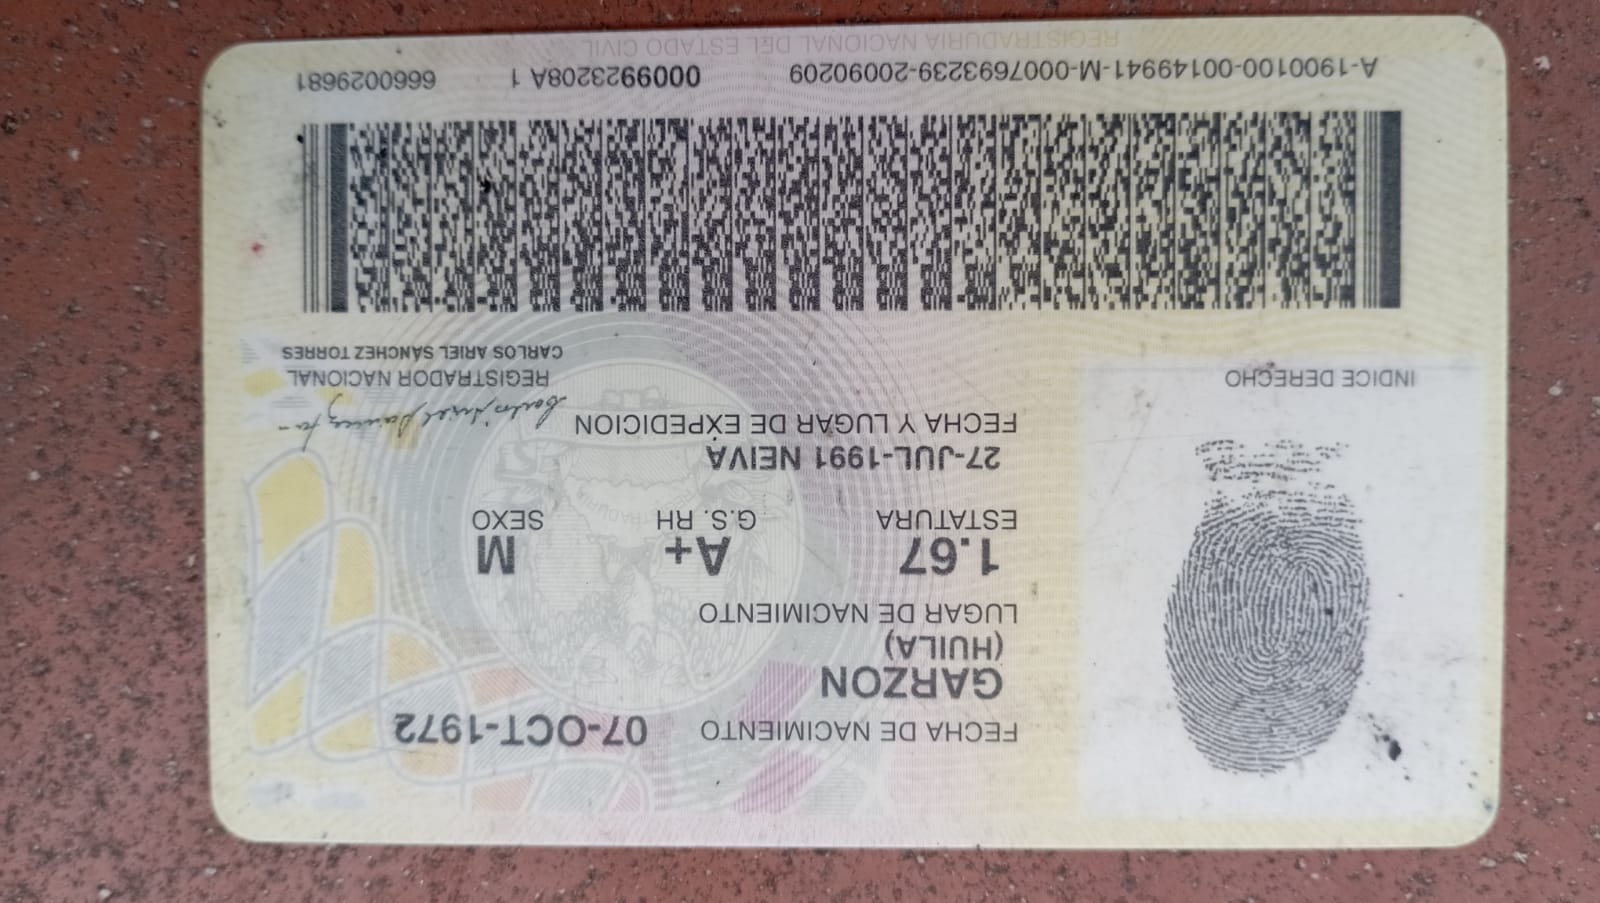 FECHA DE NACIMIENTO 07-OCT-1972
GARZON
(HUILA)
LUGAR DE NACIMIENTO
1.67 A+ M
ESTATURA G.S. RH SEXO
27-JUL-1991 NEIVA
FECHA Y LUGAR DE EXPEDICION
INDICE DERECHO
REGISTRADOR NACIONAL
CARLOS ARIEL SÁNCHEZ TORRES
A-1900100-00149941-M-0007693239-20090209 0009923208A 1 6660029681
REGISTRADURIA NACIONAL DEL ESTADO CIVIL